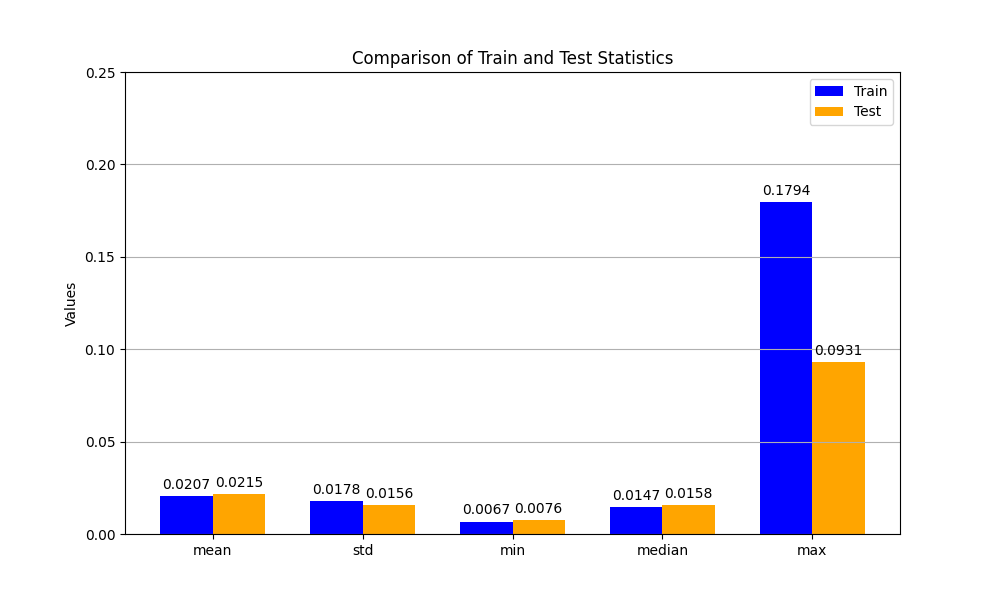 Comparison of Train and Test Statistics
0.25
Train
Test
0.20
0.1794
0.15
Values
0.10
0.0931
0.05
0.0207 0.0215
0.0178 0.0156
0.0067 0.0076
0.0147 0.0158
0.00
mean std min median max